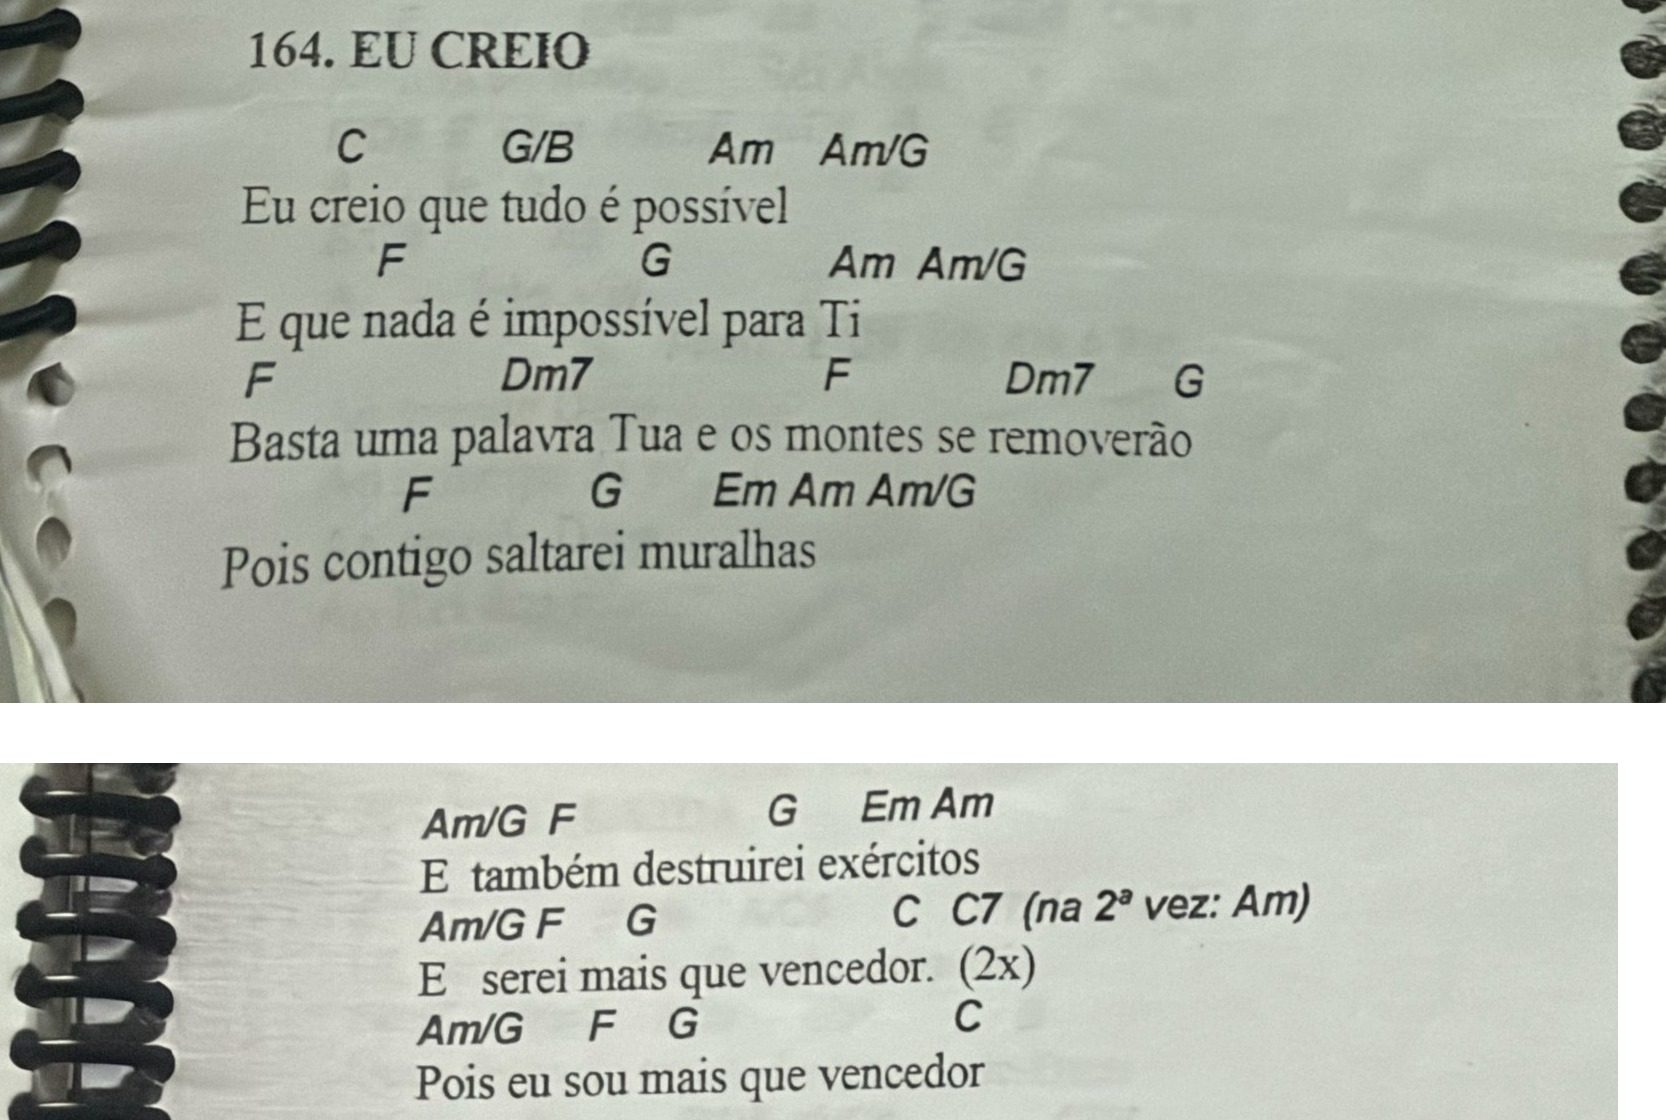 164. EU CREIO
C G/B Am Am/G
Eu creio que tudo é possível
F G Am Am/G
E que nada é impossível para Ti
F Dm7 F Dm7 G
Basta uma palavra Tua e os montes se removerão
F G Em Am Am/G
Pois contigo saltarei muralhas
Am/G F G Em Am
E também destruirei exércitos
Am/G F G C C7 (na 2ª vez: Am)
E serei mais que vencedor. (2x)
Am/G F G C
Pois eu sou mais que vencedor